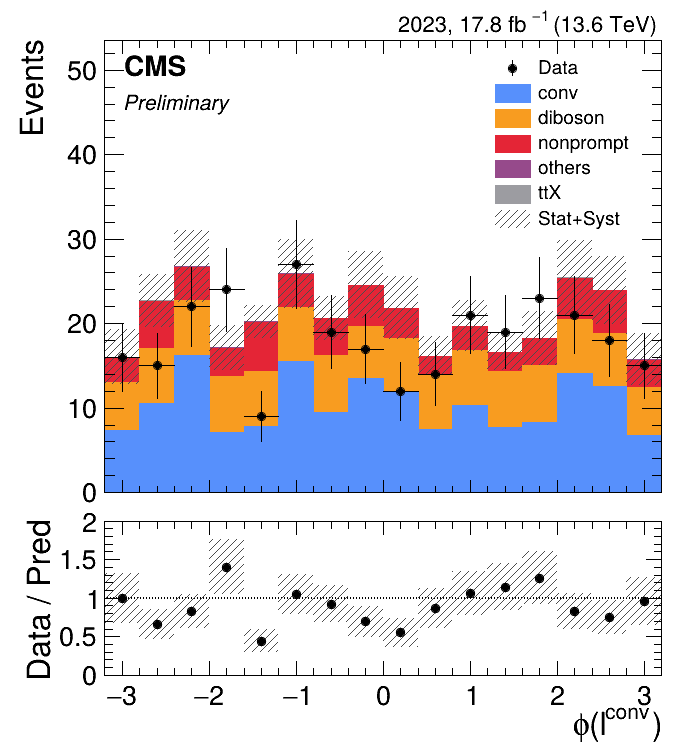 2023, 17.8 fb⁻¹ (13.6 TeV)
CMS
Preliminary
Events
50
40
30
20
10
0
Data
conv
diboson
nonprompt
others
ttX
Stat+Syst
Data / Pred
2
1.5
1
0.5
0
−3 −2 −1 0 1 2 3
ϕ(l^conv)